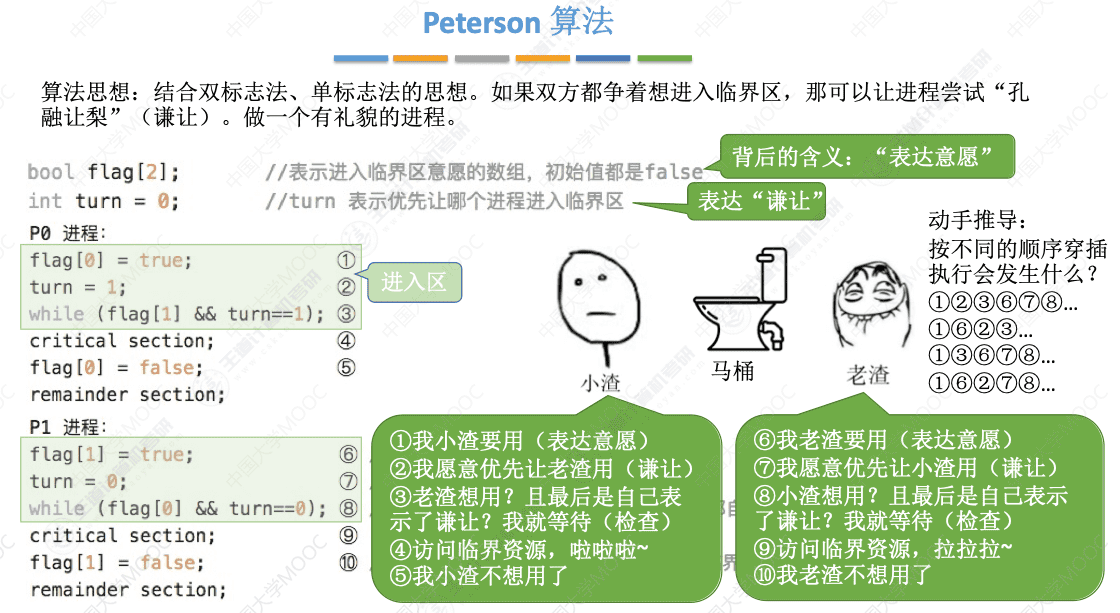 Peterson 算法
算法思想：结合双标志法、单标志法的思想。如果双方都争着想进入临界区，那可以让进程尝试“孔
融让梨”（谦让）。做一个有礼貌的进程。
bool flag[2]; //表示进入临界区意愿的数组，初始值都是false
背后的含义：“表达意愿”
int turn = 0; //turn 表示优先让哪个进程进入临界区
表达“谦让”
P0 进程：
flag[0] = true; ①
turn = 1; ②
while (flag[1] && turn==1); ③
critical section; ④
flag[0] = false; ⑤
remainder section;
进入区
P1 进程：
flag[1] = true; ⑥
turn = 0; ⑦
while (flag[0] && turn==0); ⑧
critical section; ⑨
flag[1] = false; ⑩
remainder section;
小渣
马桶
老渣
动手推导：
按不同的顺序穿插
执行会发生什么？
①②③⑥⑦⑧…
①⑥②③…
①③⑥⑦⑧…
①⑥②⑦⑧…
①我小渣要用（表达意愿）
②我愿意优先让老渣用（谦让）
③老渣想用？且最后是自己表
示了谦让？我就等待（检查）
④访问临界资源，啦啦啦~
⑤我小渣不想用了
⑥我老渣要用（表达意愿）
⑦我愿意优先让小渣用（谦让）
⑧小渣想用？且最后是自己表示
了谦让？我就等待（检查）
⑨访问临界资源，拉拉拉~
⑩我老渣不想用了
中国大学MOOC
王道计算机考研